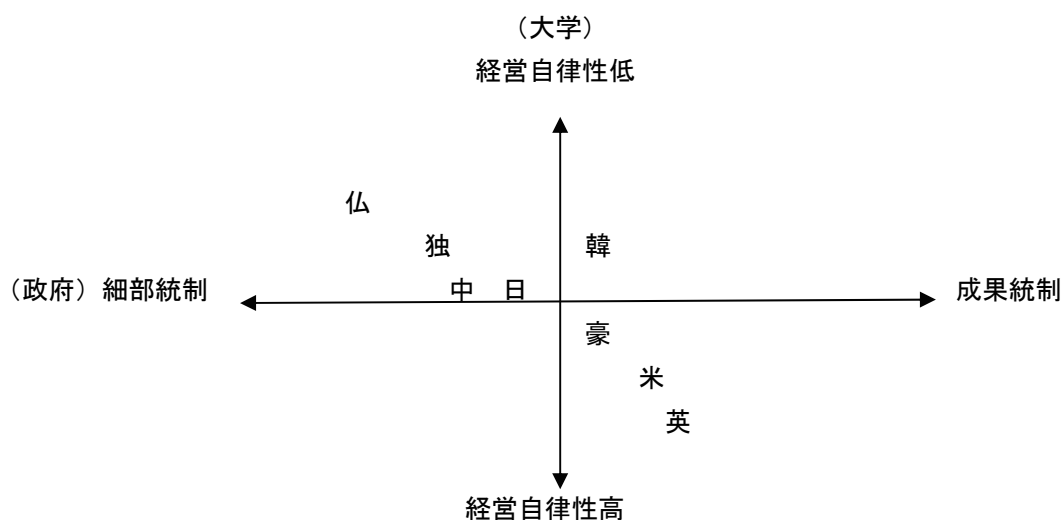 （大学）
経営自律性低
仏
独 韓
（政府）細部統制 中 日 成果統制
豪
米
英
経営自律性高